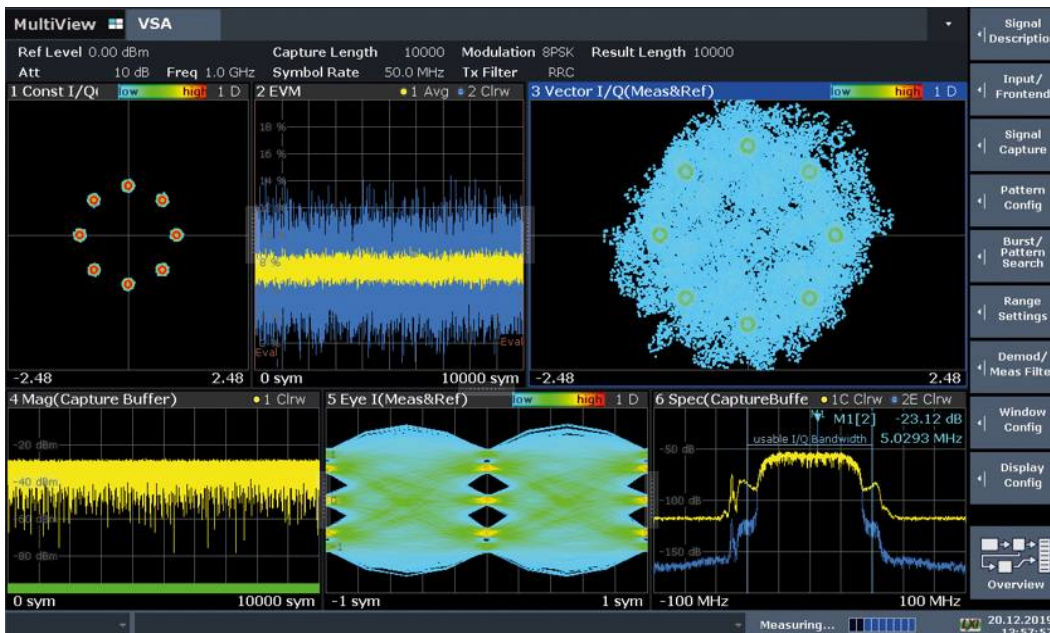 MultiView VSA
Ref Level 0.00 dBm Capture Length 10000 Modulation 8PSK Result Length 10000
Att 10 dB Freq 1.0 GHz Symbol Rate 50.0 MHz Tx Filter RRC
1 Const I/Q( low high 1 D
2 EVM 1 Avg 2 Clrw
18 %
16 %
14 %
8 %
Eval
Eval
3 Vector I/Q(Meas&Ref) low high 1 D
-2.48 2.48
0 sym 10000 sym
-2.48 2.48
4 Mag(Capture Buffer) 1 Clrw
-20 dBm
-40 dBm
-80 dBm
0 sym 10000 sym
5 Eye I(Meas&Ref) low high 1 D
-1
-1 sym 1 sym
6 Spec(CaptureBuffe 1C Clrw 2E Clrw
M1[2] -23.12 dB
usable I/Q Bandwidth 5.0293 MHz
-50 dB
-100 dB
-150 dB
-100 MHz 100 MHz
Signal
Descriptio
Input/
Frontend
Signal
Capture
Pattern
Config
Burst/
Pattern
Search
Range
Settings
Demod/
Meas Filte
Window
Config
Display
Config
Overview
Measuring...
20.12.2019